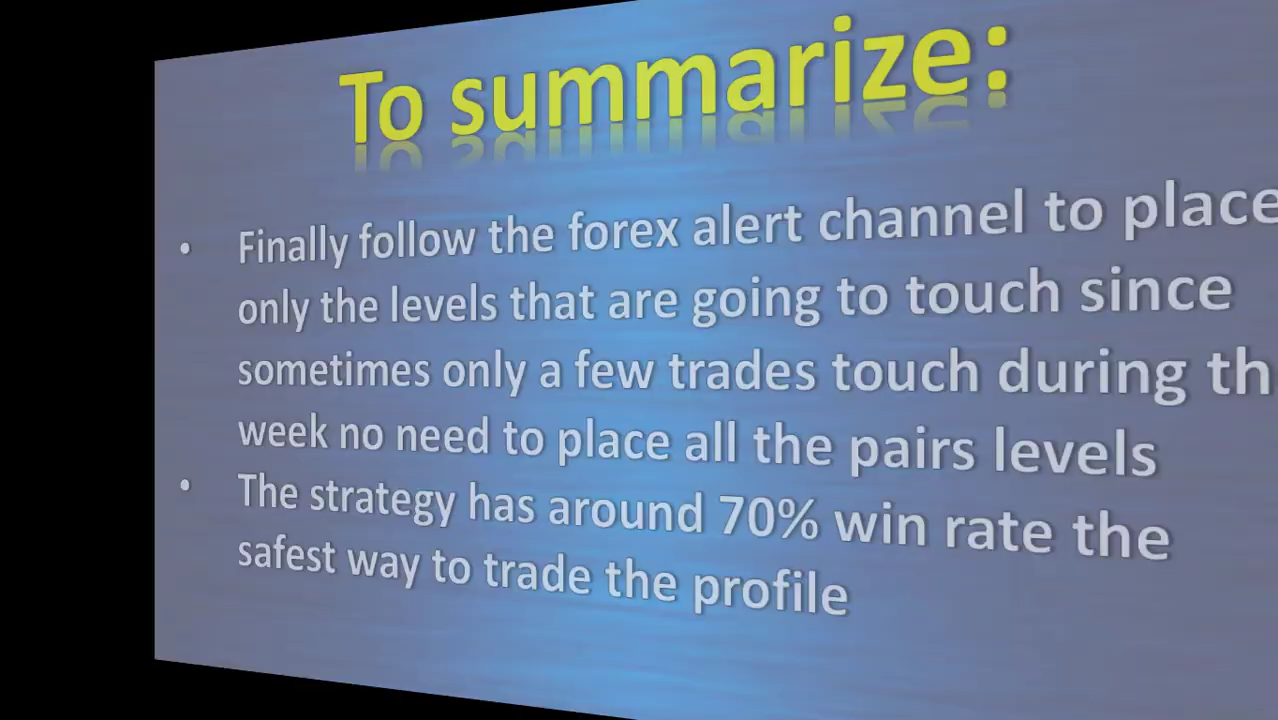 To summarize:
• Finally follow the forex alert channel to place
only the levels that are going to touch since
sometimes only a few trades touch during th
week no need to place all the pairs levels
• The strategy has around 70% win rate the
safest way to trade the profile